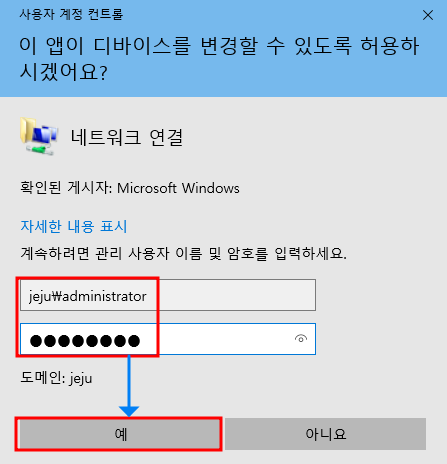 사용자 계정 컨트롤
이 앱이 디바이스를 변경할 수 있도록 허용하
시겠어요?
네트워크 연결
확인된 게시자: Microsoft Windows
자세한 내용 표시
계속하려면 관리 사용자 이름 및 암호를 입력하세요.
jeju₩administrator
●●●●●●●●
도메인: jeju
예
아니요